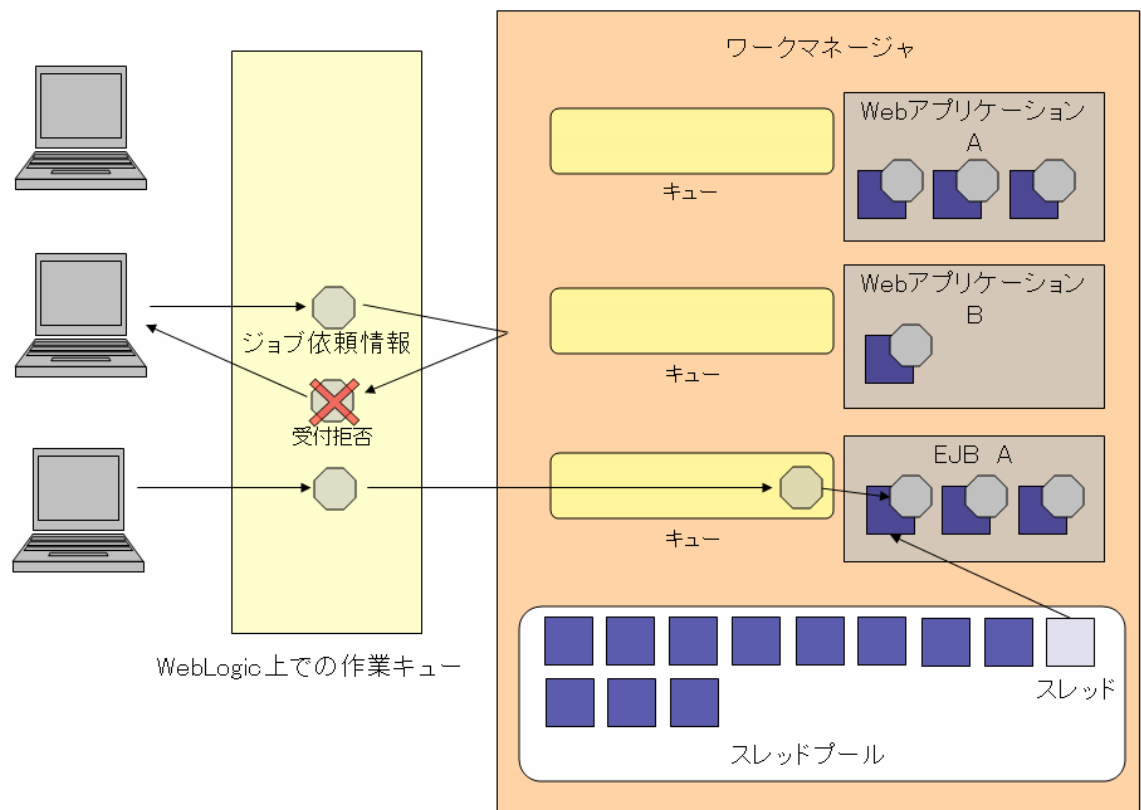 ワークマネージャ
Webアプリケーション
A
キュー
Webアプリケーション
B
ジョブ依頼情報
キュー
受付拒否
EJB A
キュー
WebLogic上での作業キュー
スレッド
スレッドプール